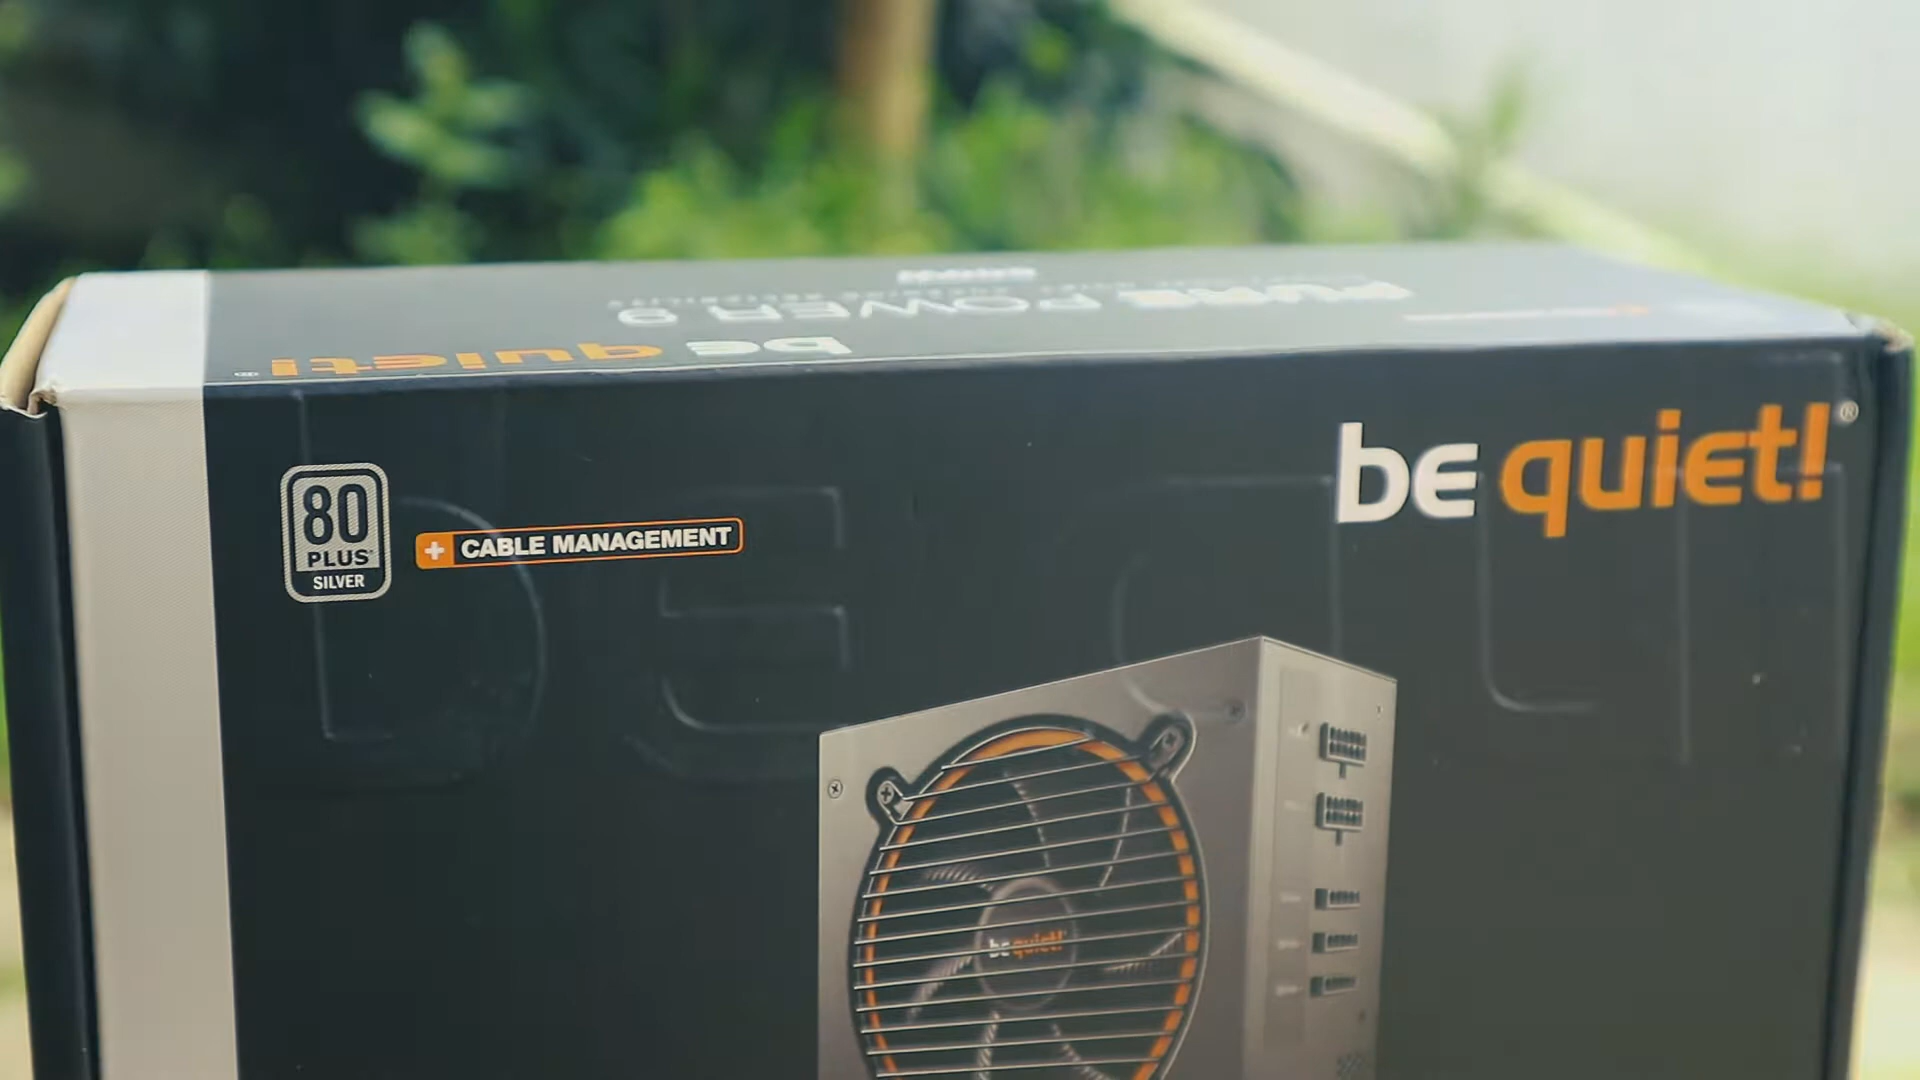 PURE POWER 9
be quiet!®
be quiet!®
80
PLUS®
SILVER
+ CABLE MANAGEMENT
be quiet!